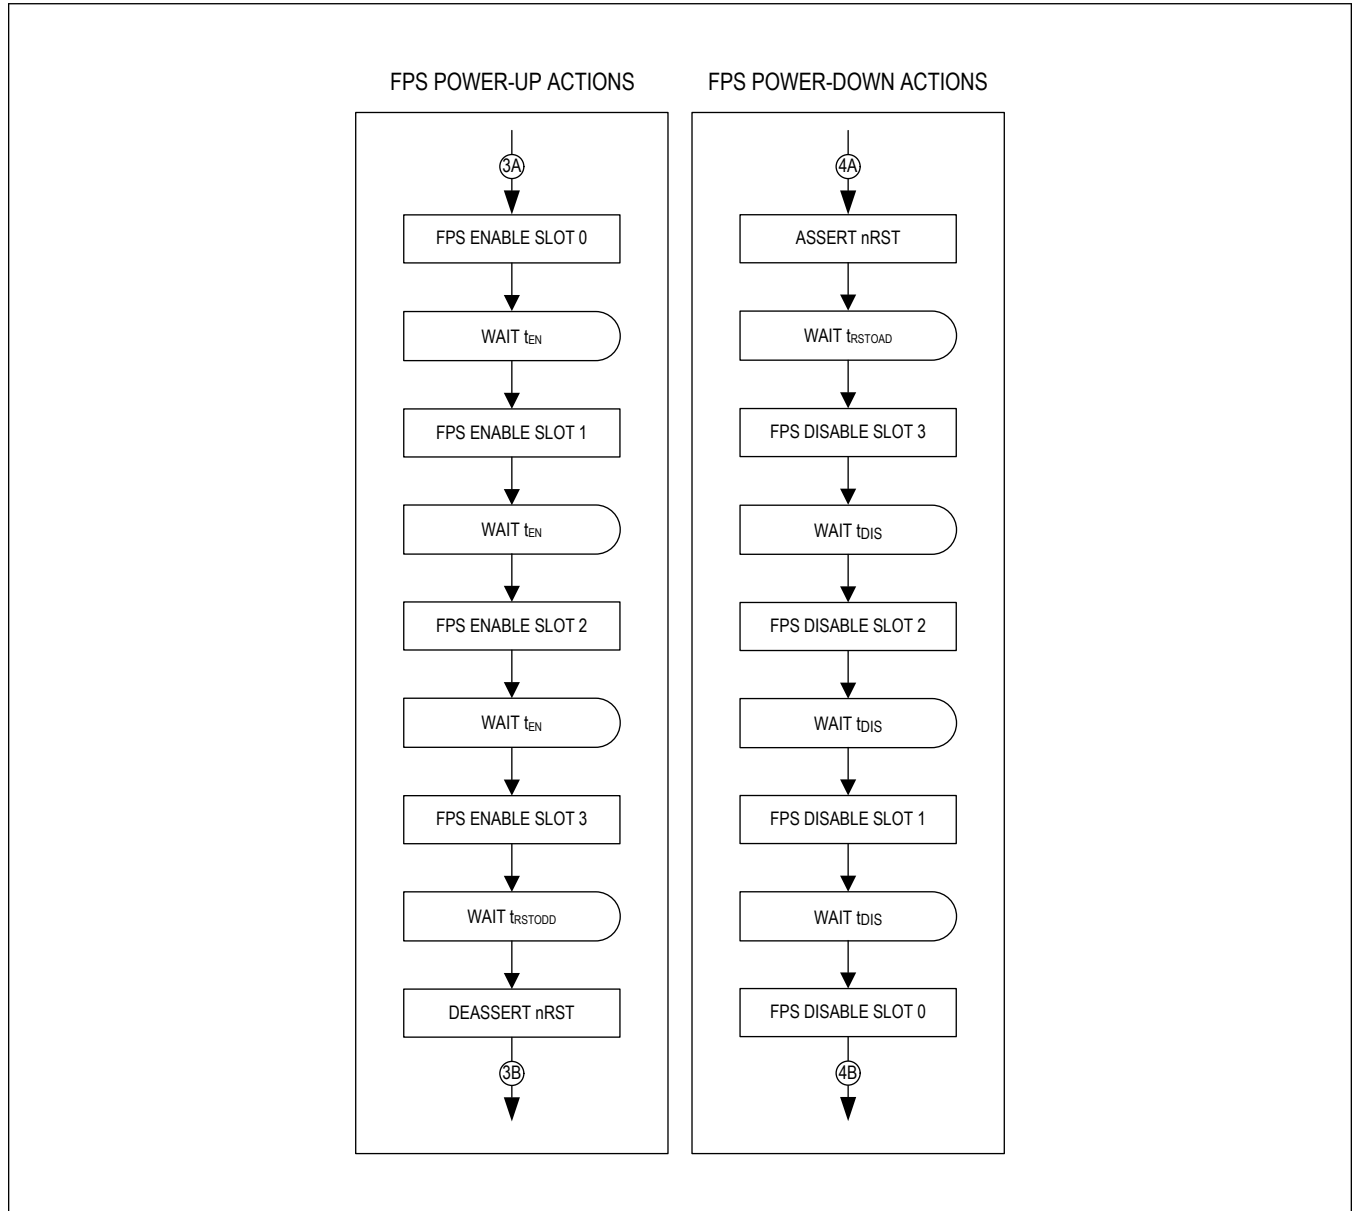 FPS POWER-UP ACTIONS
3A
FPS ENABLE SLOT 0
WAIT tEN
FPS ENABLE SLOT 1
WAIT tEN
FPS ENABLE SLOT 2
WAIT tEN
FPS ENABLE SLOT 3
WAIT tRSTODD
DEASSERT nRST
3B
FPS POWER-DOWN ACTIONS
4A
ASSERT nRST
WAIT tRSTOAD
FPS DISABLE SLOT 3
WAIT tDIS
FPS DISABLE SLOT 2
WAIT tDIS
FPS DISABLE SLOT 1
WAIT tDIS
FPS DISABLE SLOT 0
4B